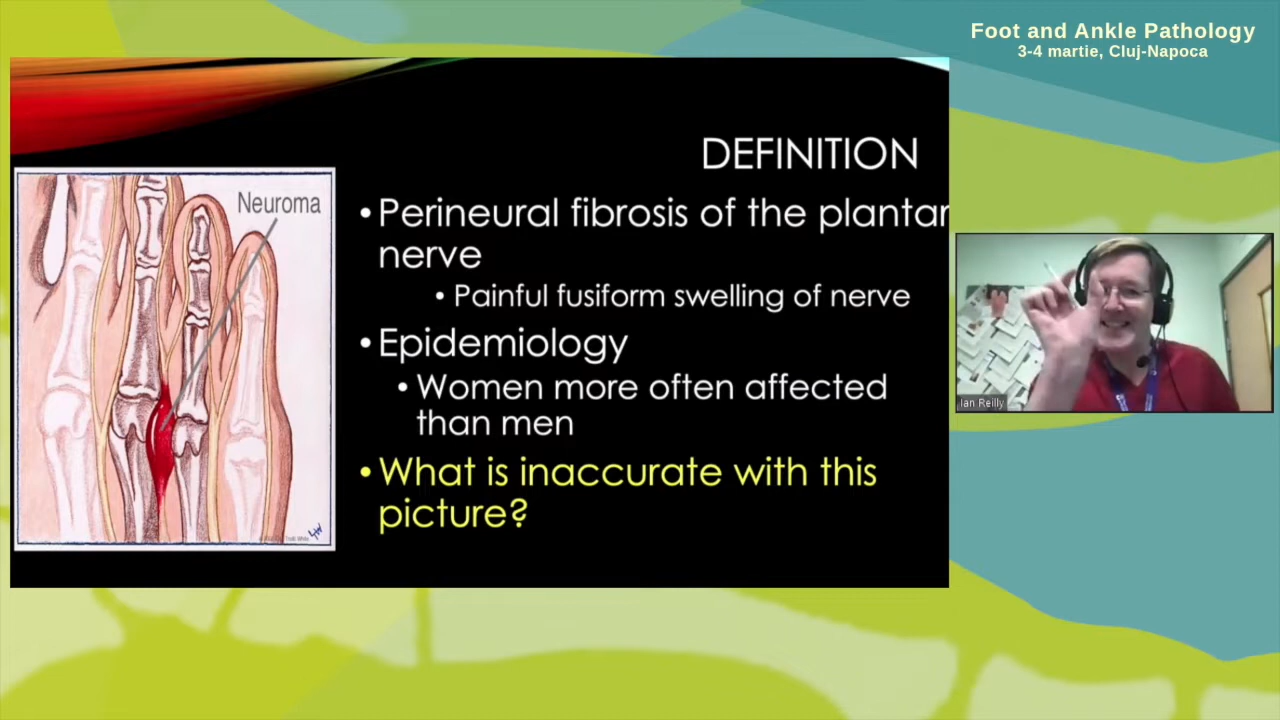 Foot and Ankle Pathology
3-4 martie, Cluj-Napoca
DEFINITION
Neuroma
•Perineural fibrosis of the plantar
nerve
•Painful fusiform swelling of nerve
•Epidemiology
•Women more often affected
than men
•What is inaccurate with this
picture?
Ian Reilly